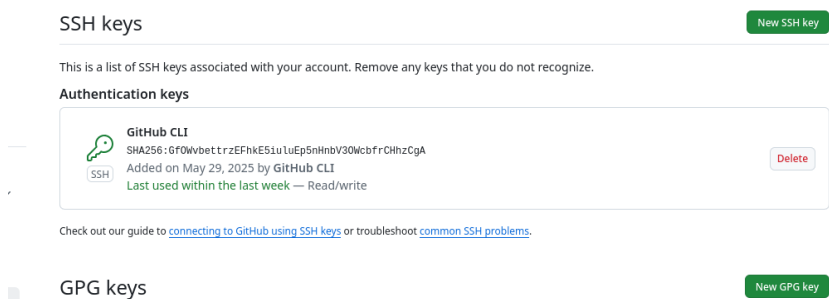 SSH keys
New SSH key
This is a list of SSH keys associated with your account. Remove any keys that you do not recognize.
Authentication keys
GitHub CLI
SHA256:GfOWvbettrzEFhkE5iuluEp5nHnbV3OWcbfrCHhzCgA
SSH
Added on May 29, 2025 by GitHub CLI
Last used within the last week — Read/write
Delete
Check out our guide to connecting to GitHub using SSH keys or troubleshoot common SSH problems.
GPG keys
New GPG key